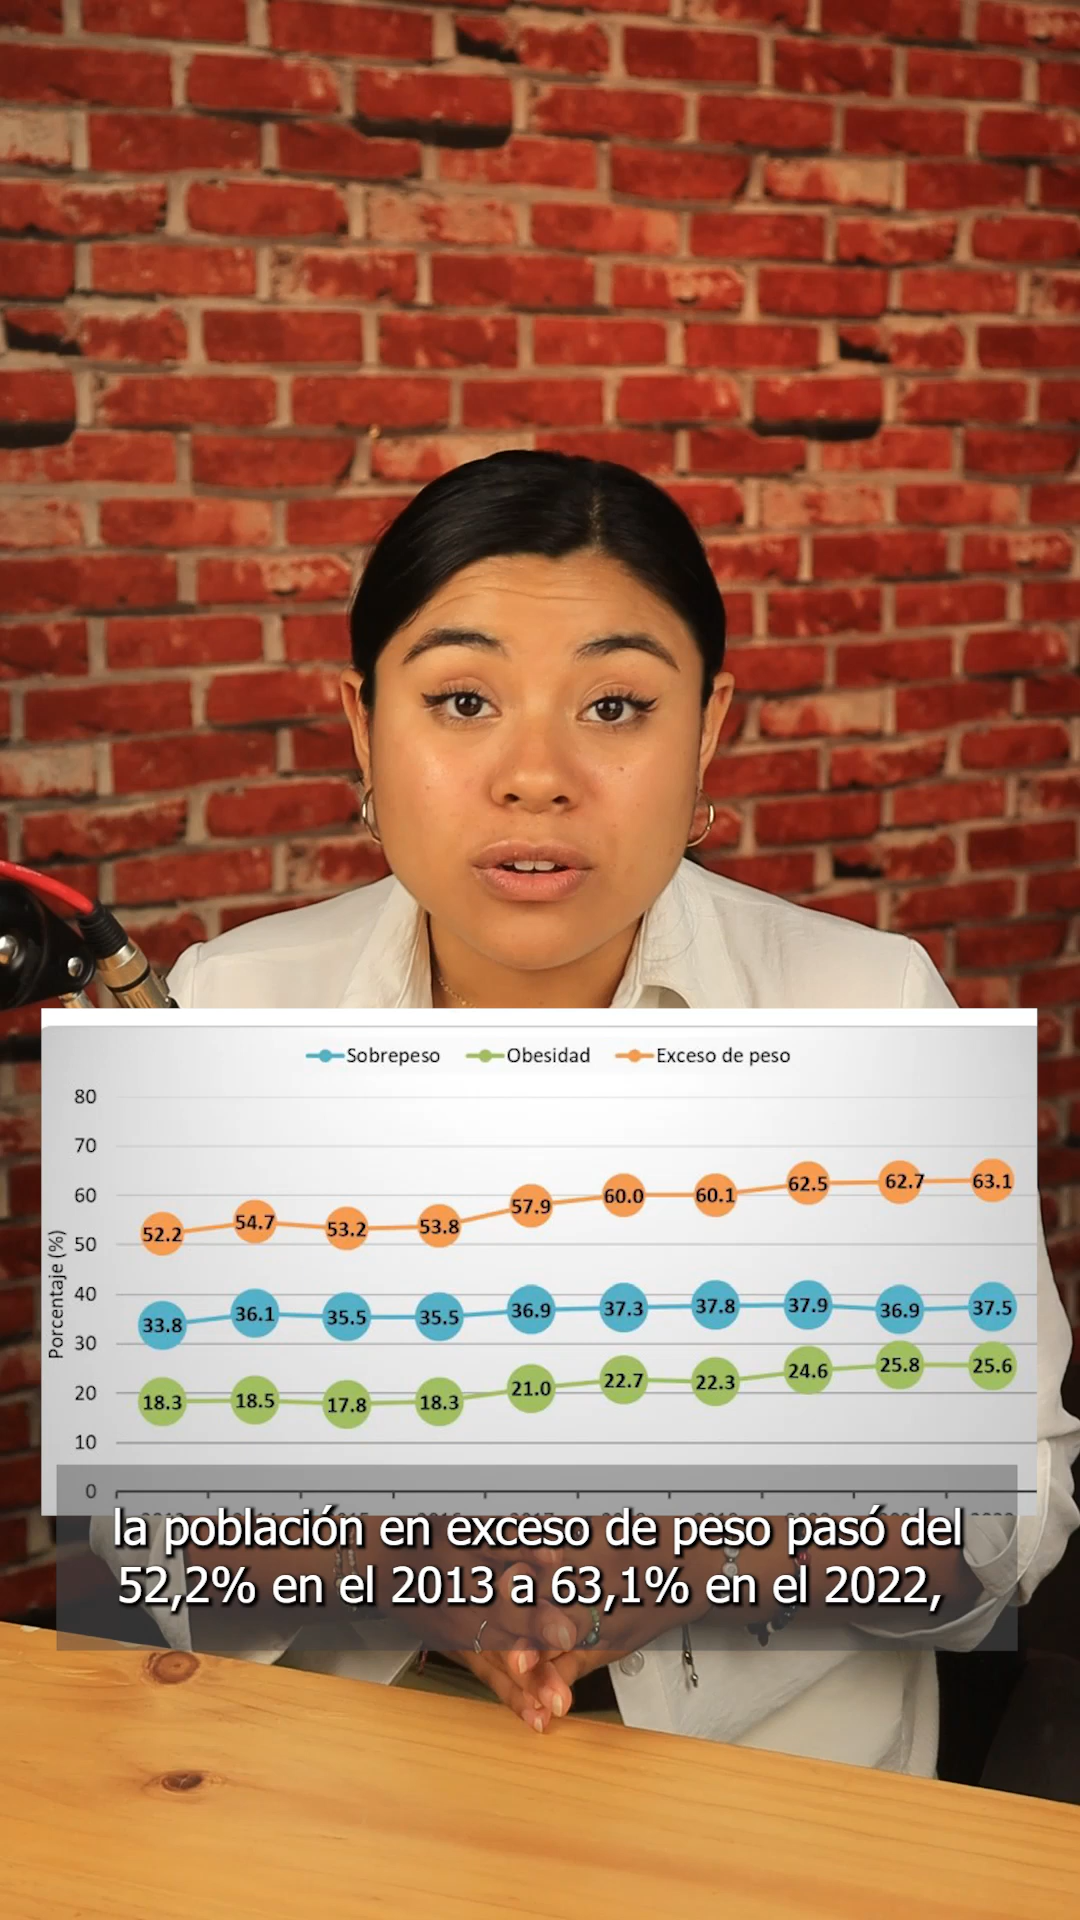 Sobrepeso Obesidad Exceso de peso
80
70
60
50
40
30
20
10
0
Porcentaje (%)
52.2 54.7 53.2 53.8 57.9 60.0 60.1 62.5 62.7 63.1
33.8 36.1 35.5 35.5 36.9 37.3 37.8 37.9 36.9 37.5
18.3 18.5 17.8 18.3 21.0 22.7 22.3 24.6 25.8 25.6
la población en exceso de peso pasó del
52,2% en el 2013 a 63,1% en el 2022,